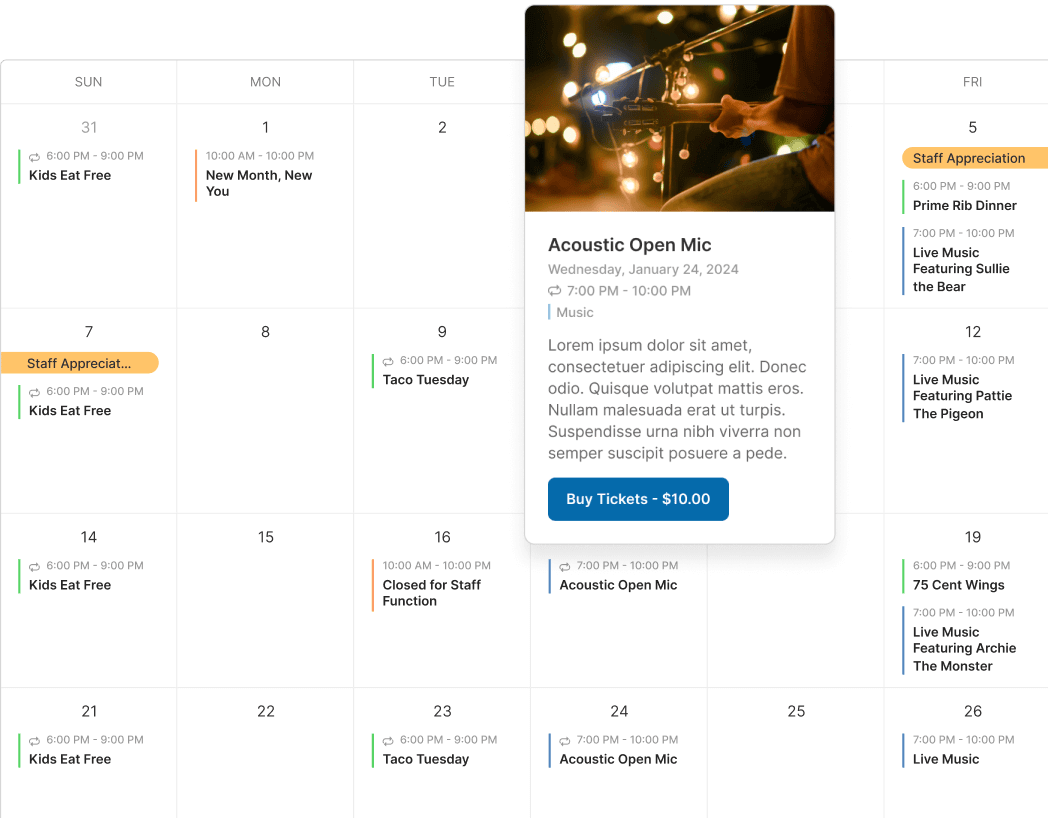 SUN
MON
TUE
FRI
31
6:00 PM - 9:00 PM
Kids Eat Free
1
10:00 AM - 10:00 PM
New Month, New
You
2
5
Staff Appreciation
6:00 PM - 9:00 PM
Prime Rib Dinner
7:00 PM - 10:00 PM
Live Music
Featuring Sullie
the Bear
Acoustic Open Mic
Wednesday, January 24, 2024
7:00 PM - 10:00 PM
Music
Lorem ipsum dolor sit amet,
consectetuer adipiscing elit. Donec
odio. Quisque volutpat mattis eros.
Nullam malesuada erat ut turpis.
Suspendisse urna nibh viverra non
semper suscipit posuere a pede.
Buy Tickets - $10.00
7
Staff Appreciat...
6:00 PM - 9:00 PM
Kids Eat Free
8
9
6:00 PM - 9:00 PM
Taco Tuesday
12
7:00 PM - 10:00 PM
Live Music
Featuring Pattie
The Pigeon
14
6:00 PM - 9:00 PM
Kids Eat Free
15
16
10:00 AM - 10:00 PM
Closed for Staff
Function
7:00 PM - 10:00 PM
Acoustic Open Mic
19
6:00 PM - 9:00 PM
75 Cent Wings
7:00 PM - 10:00 PM
Live Music
Featuring Archie
The Monster
21
6:00 PM - 9:00 PM
Kids Eat Free
22
23
6:00 PM - 9:00 PM
Taco Tuesday
24
7:00 PM - 10:00 PM
Acoustic Open Mic
25
26
7:00 PM - 10:00 PM
Live Music